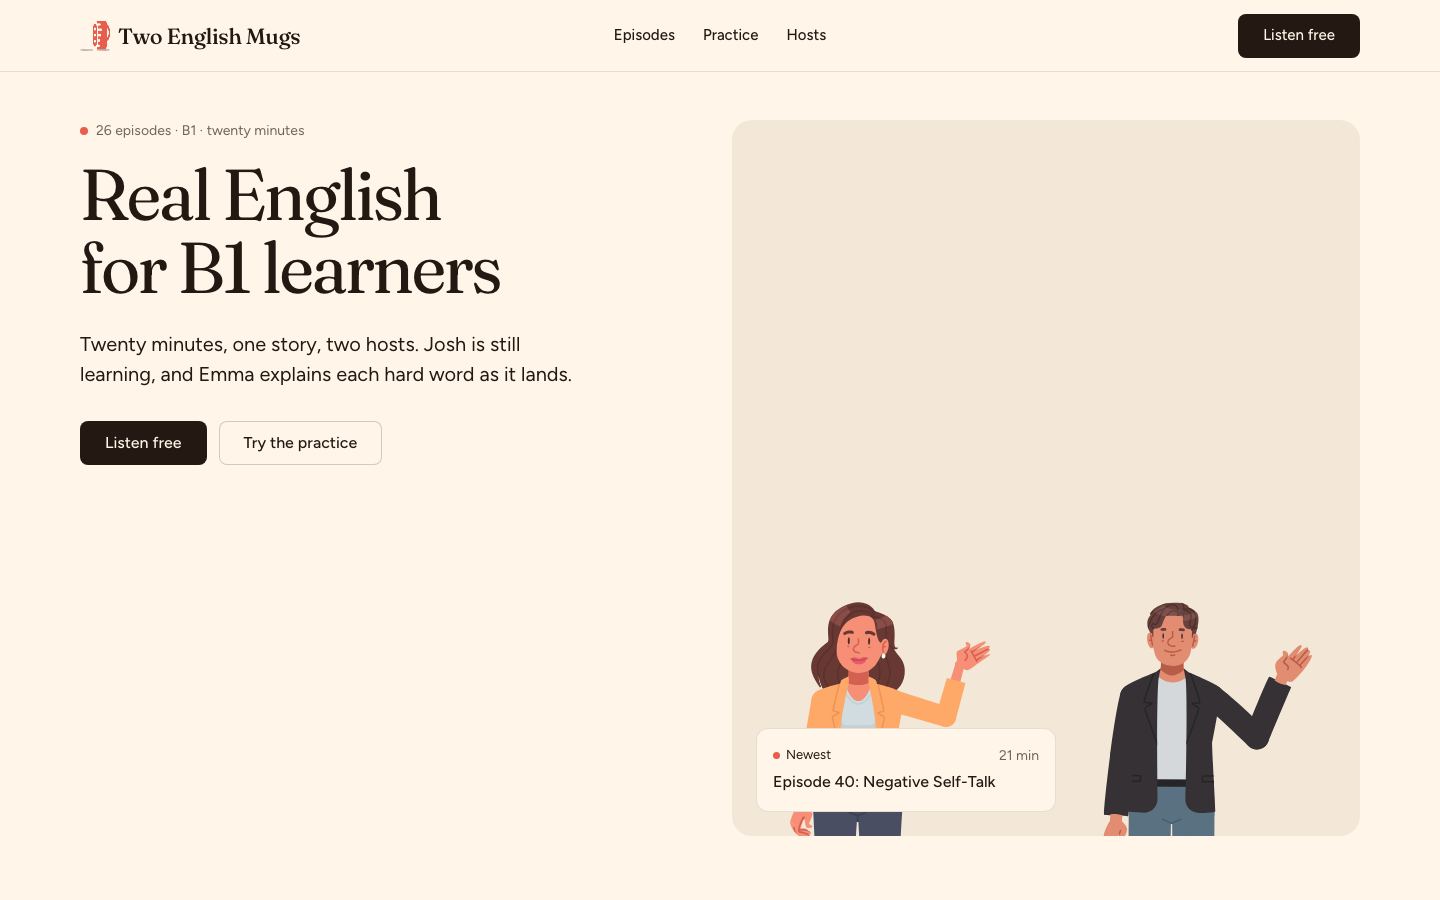 Two English Mugs
Episodes
Practice
Hosts
Listen free
26 episodes · B1 · twenty minutes
Real English
for B1 learners
Twenty minutes, one story, two hosts. Josh is still
learning, and Emma explains each hard word as it lands.
Listen free
Try the practice
Newest
21 min
Episode 40: Negative Self-Talk